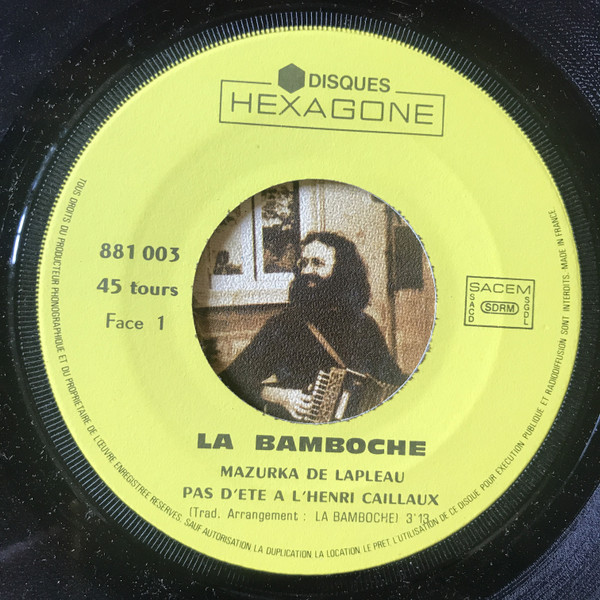 DISQUES
HEXAGONE
881 003
45 tours
Face 1
SACEM
SACD
SDRM
SGDL
LA BAMBOCHE
MAZURKA DE LAPLEAU
PAS D'ETE A L'HENRI CAILLAUX
(Trad. Arrangement : LA BAMBOCHE) 3'13
TOUS DROITS DU PRODUCTEUR PHONOGRAPHIQUE ET DU PROPRIETAIRE DE L'ŒUVRE ENREGISTREE RESERVES. SAUF AUTORISATION LA DUPLICATION, LA LOCATION, LE PRET, L'UTILISATION DE CE DISQUE POUR EXECUTION PUBLIQUE ET RADIODIFFUSION SONT INTERDITS. MADE IN FRANCE